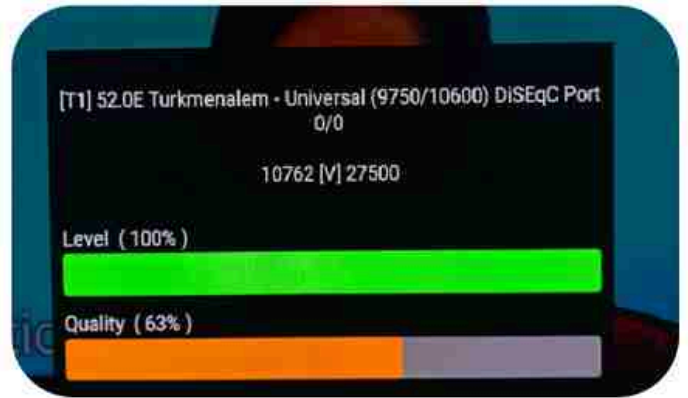 [T1] 52.0E Turkmenalem - Universal (9750/10600) DiSEqC Port
0/0
10762 [V] 27500
Level ( 100% )
Quality ( 63% )